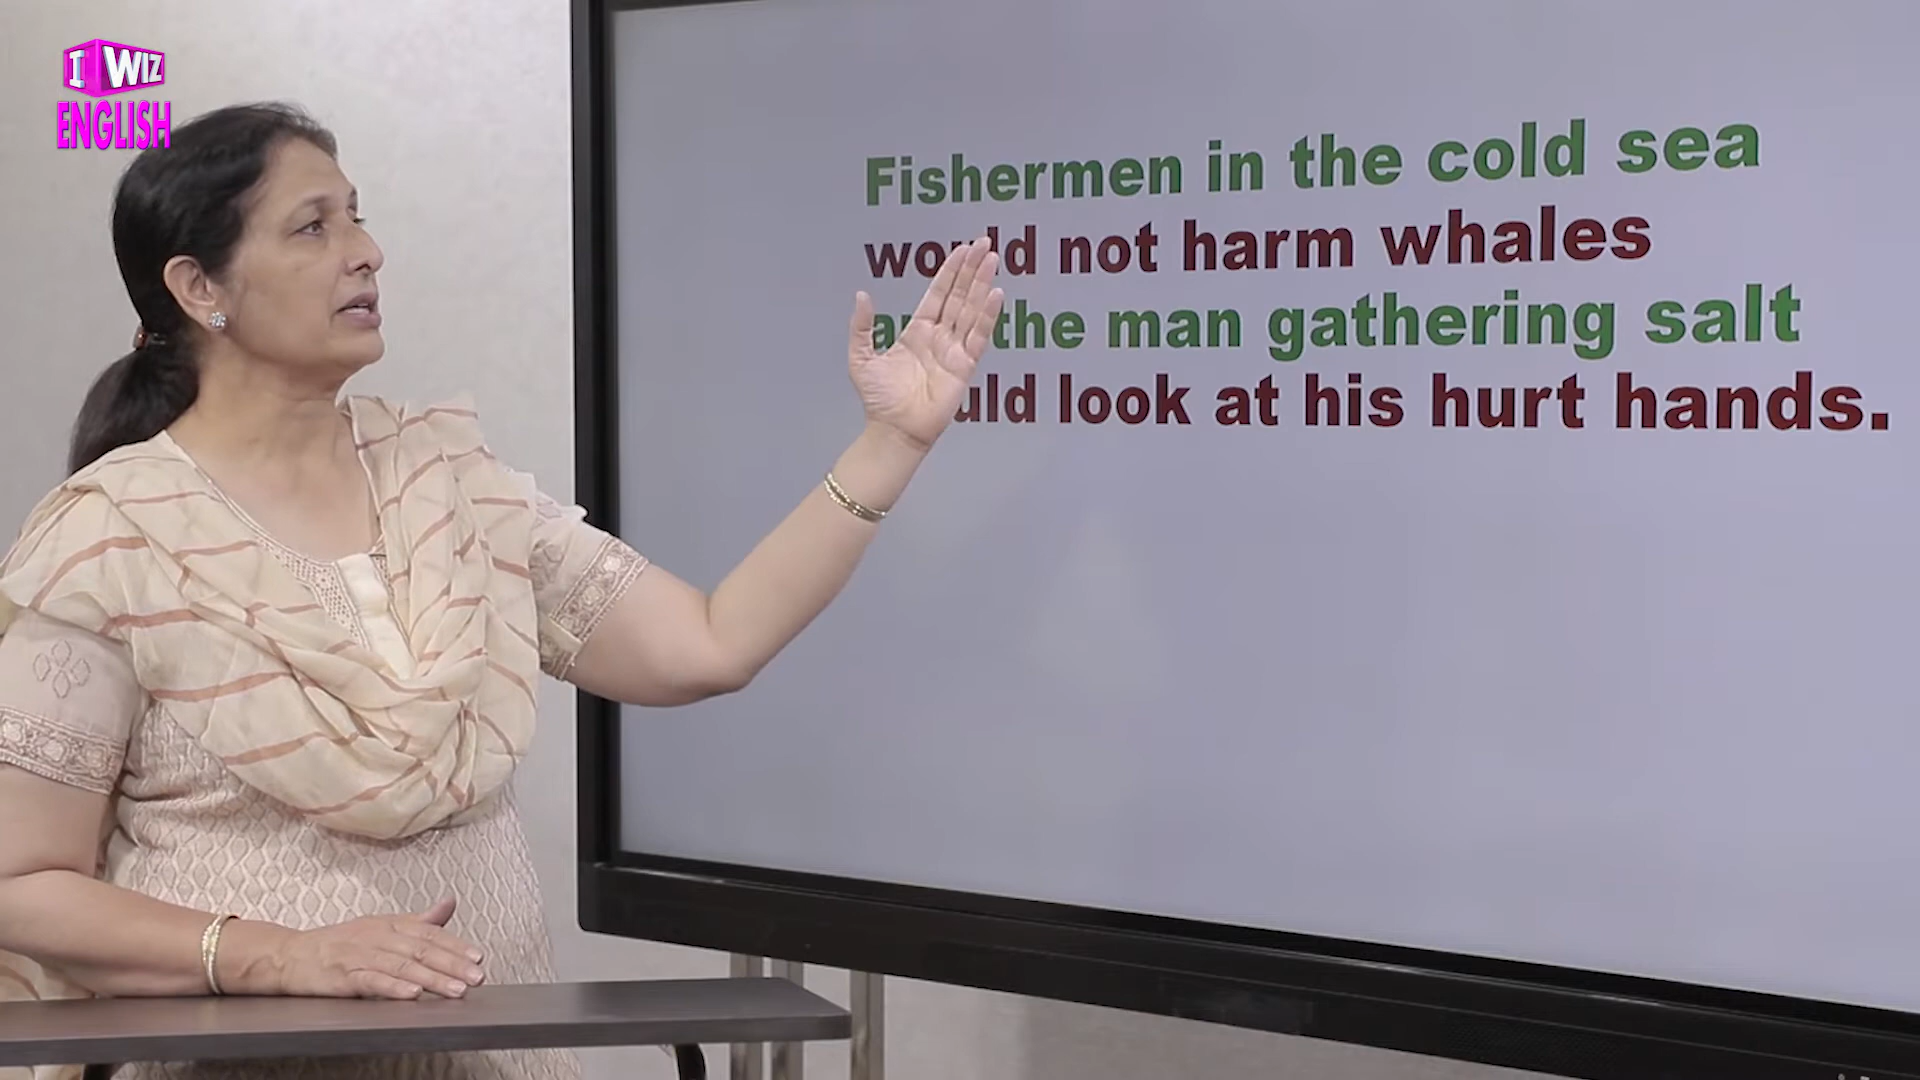 I WIZ
ENGLISH
Fishermen in the cold sea
would not harm whales
the man gathering salt
look at his hurt hands.